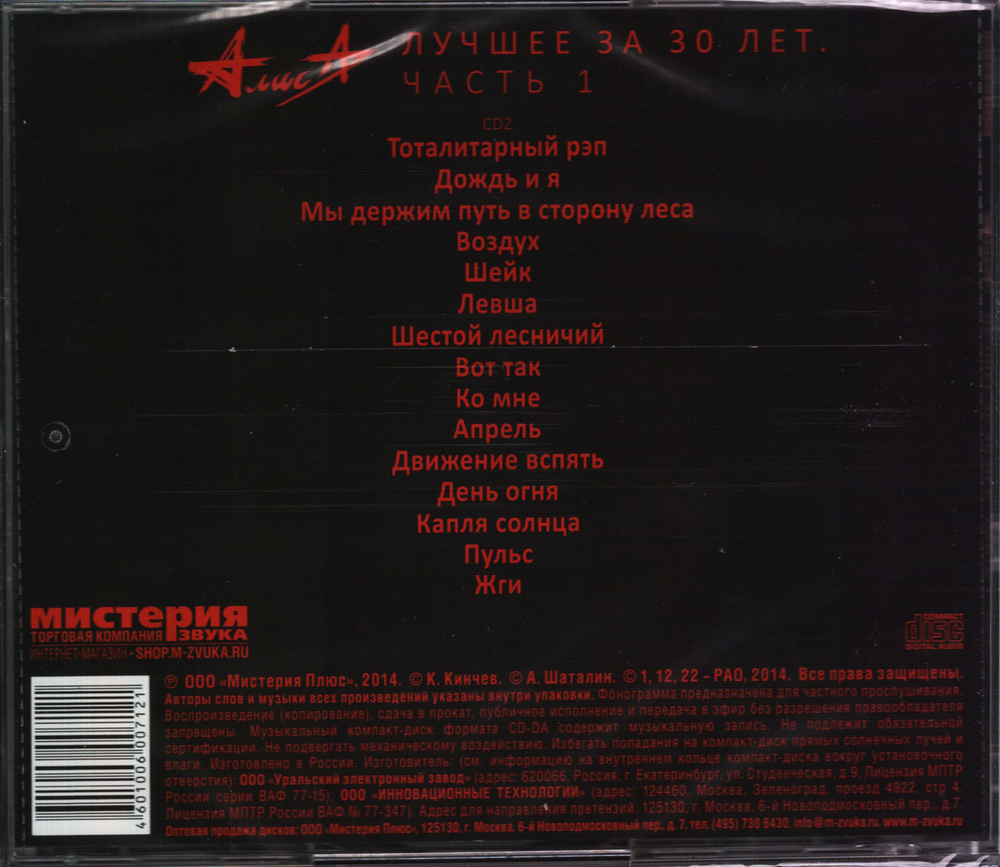 АлисА
ЛУЧШЕЕ ЗА 30 ЛЕТ.
ЧАСТЬ 1
CD2
Тоталитарный рэп
Дождь и я
Мы держим путь в сторону леса
Воздух
Шейк
Левша
Шестой лесничий
Вот так
Ко мне
Апрель
Движение вспять
День огня
Капля солнца
Пульс
Жги
мистерия
ТОРГОВАЯ КОМПАНИЯ ЗВУКА
ИНТЕРНЕТ-МАГАЗИН • SHOP.M-ZVUKA.RU
COMPACT
disc
DIGITAL AUDIO
4 601006 007121
℗ ООО «Мистерия Плюс», 2014. © К. Кинчев. © А. Шаталин. © 1, 12, 22 – РАО, 2014. Все права защищены.
Авторы слов и музыки всех произведений указаны внутри упаковки. Фонограмма предназначена для частного прослушивания.
Воспроизведение (копирование), сдача в прокат, публичное исполнение и передача в эфир без разрешения правообладателя
запрещены. Музыкальный компакт-диск формата CD-DA содержит музыкальную запись. Не подлежит обязательной
сертификации. Не подвергать механическому воздействию. Избегать попадания на компакт-диск прямых солнечных лучей и
влаги. Изготовлено в России. Изготовитель: (см. информацию на внутреннем кольце компакт-диска вокруг установочного
отверстия): ООО «Уральский электронный завод» (адрес: 620066, Россия, г. Екатеринбург, ул. Студенческая, д.9. Лицензия МПТР
России серии ВАФ 77-15); ООО «ИННОВАЦИОННЫЕ ТЕХНОЛОГИИ» (адрес: 124460, Москва, Зеленоград, проезд 4922, стр 4.
Лицензия МПТР России ВАФ.№ 77-347). Адрес для направления претензий: 125130, г. Москва, 6-й Новоподмосковный пер., д.7.
Оптовая продажа дисков: ООО «Мистерия Плюс», 125130, г. Москва, 6-й Новоподмосковный пер., д. 7, тел. (495) 730 6430, info@m-zvuka.ru, www.m-zvuka.ru